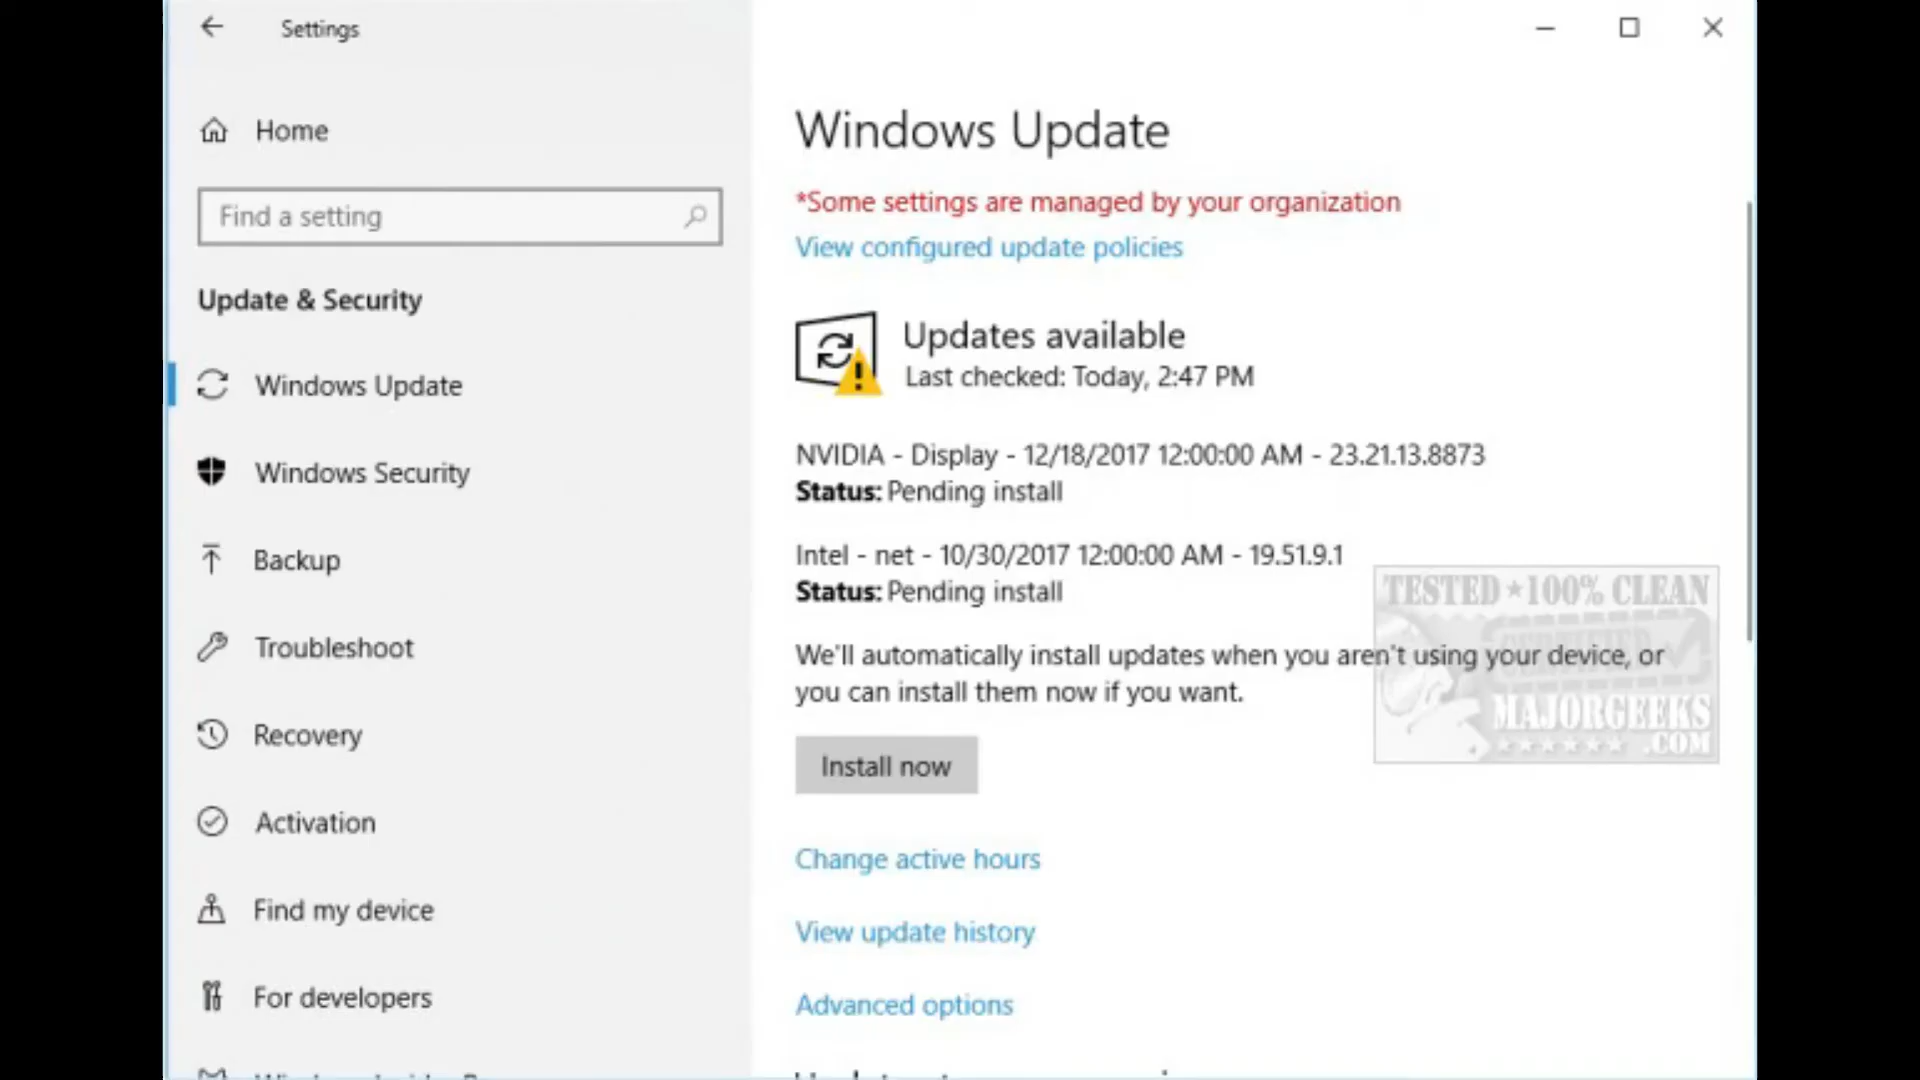 Settings
Home
Find a setting
Update & Security
Windows Update
Windows Security
Backup
Troubleshoot
Recovery
Activation
Find my device
For developers
Windows Update
*Some settings are managed by your organization
View configured update policies
Updates available
Last checked: Today, 2:47 PM
NVIDIA - Display - 12/18/2017 12:00:00 AM - 23.21.13.8873
Status: Pending install
Intel - net - 10/30/2017 12:00:00 AM - 19.51.9.1
Status: Pending install
We'll automatically install updates when you aren't using your device, or
you can install them now if you want.
Install now
Change active hours
View update history
Advanced options
TESTED ★ 100% CLEAN
CERTIFIED
MAJORGEEKS
.COM